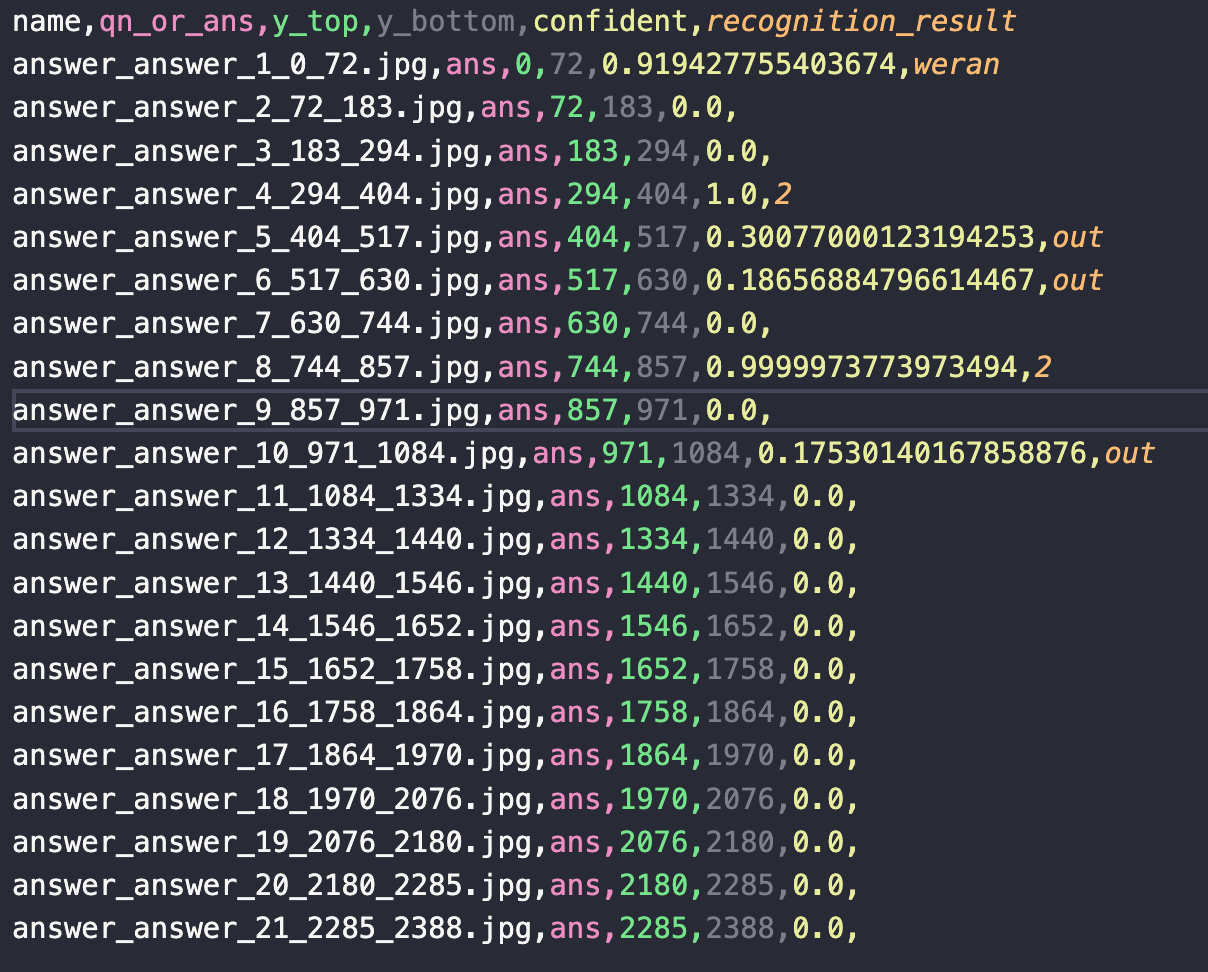 name,qn_or_ans,y_top,y_bottom,confident,recognition_result
answer_answer_1_0_72.jpg,ans,0,72,0.919427755403674,weran
answer_answer_2_72_183.jpg,ans,72,183,0.0,
answer_answer_3_183_294.jpg,ans,183,294,0.0,
answer_answer_4_294_404.jpg,ans,294,404,1.0,2
answer_answer_5_404_517.jpg,ans,404,517,0.30077000123194253,out
answer_answer_6_517_630.jpg,ans,517,630,0.18656884796614467,out
answer_answer_7_630_744.jpg,ans,630,744,0.0,
answer_answer_8_744_857.jpg,ans,744,857,0.9999973773973494,2
answer_answer_9_857_971.jpg,ans,857,971,0.0,
answer_answer_10_971_1084.jpg,ans,971,1084,0.17530140167858876,out
answer_answer_11_1084_1334.jpg,ans,1084,1334,0.0,
answer_answer_12_1334_1440.jpg,ans,1334,1440,0.0,
answer_answer_13_1440_1546.jpg,ans,1440,1546,0.0,
answer_answer_14_1546_1652.jpg,ans,1546,1652,0.0,
answer_answer_15_1652_1758.jpg,ans,1652,1758,0.0,
answer_answer_16_1758_1864.jpg,ans,1758,1864,0.0,
answer_answer_17_1864_1970.jpg,ans,1864,1970,0.0,
answer_answer_18_1970_2076.jpg,ans,1970,2076,0.0,
answer_answer_19_2076_2180.jpg,ans,2076,2180,0.0,
answer_answer_20_2180_2285.jpg,ans,2180,2285,0.0,
answer_answer_21_2285_2388.jpg,ans,2285,2388,0.0,